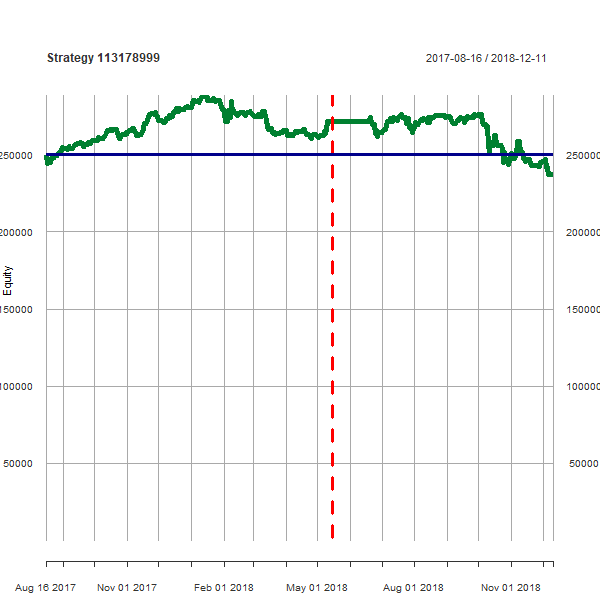 Strategy 113178999
2017-08-16 / 2018-12-11
250000
250000
200000
200000
Equity
150000
150000
100000
100000
50000
50000
Aug 16 2017
Nov 01 2017
Feb 01 2018
May 01 2018
Aug 01 2018
Nov 01 2018